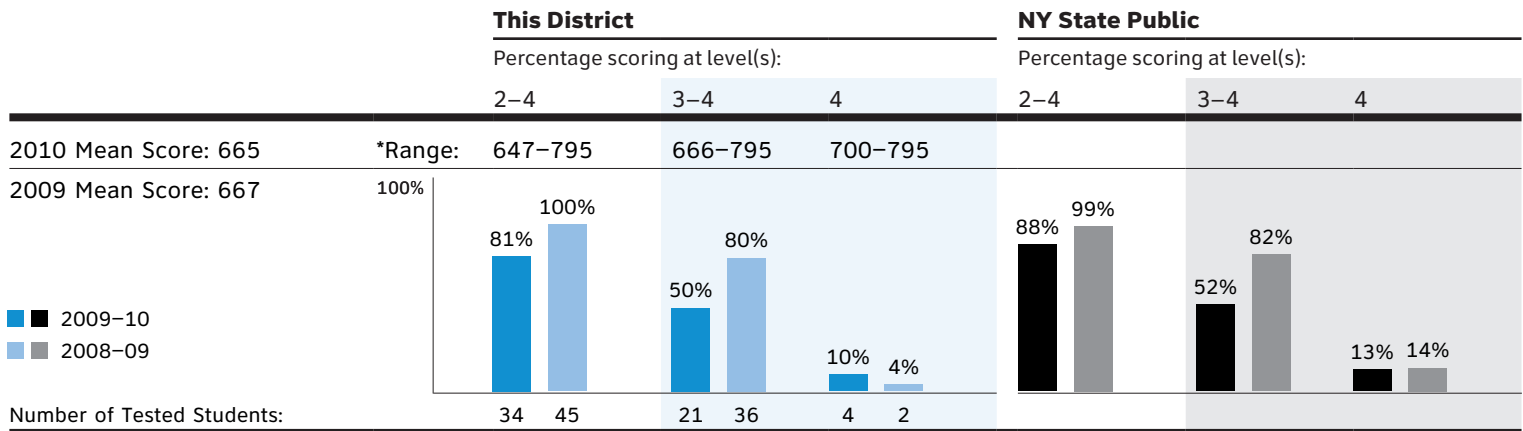 This District NY State Public
Percentage scoring at level(s): Percentage scoring at level(s):
2–4 3–4 4 2–4 3–4 4
2010 Mean Score: 665 *Range: 647–795 666–795 700–795
2009 Mean Score: 667 100%
81% 100% 50% 80% 10% 4% 88% 99% 52% 82% 13% 14%
2009–10
2008–09
Number of Tested Students: 34 45 21 36 4 2